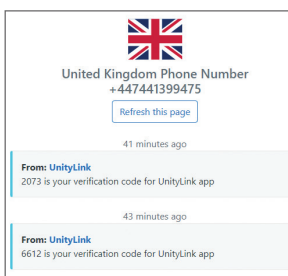 United Kingdom Phone Number
+447441399475
Refresh this page
41 minutes ago
From: UnityLink
2073 is your verification code for UnityLink app
43 minutes ago
From: UnityLink
6612 is your verification code for UnityLink app